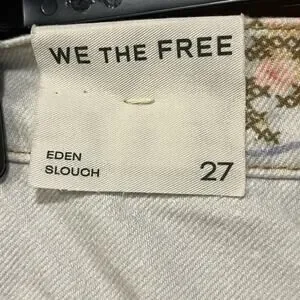 WE THE FREE
EDEN
SLOUCH
27